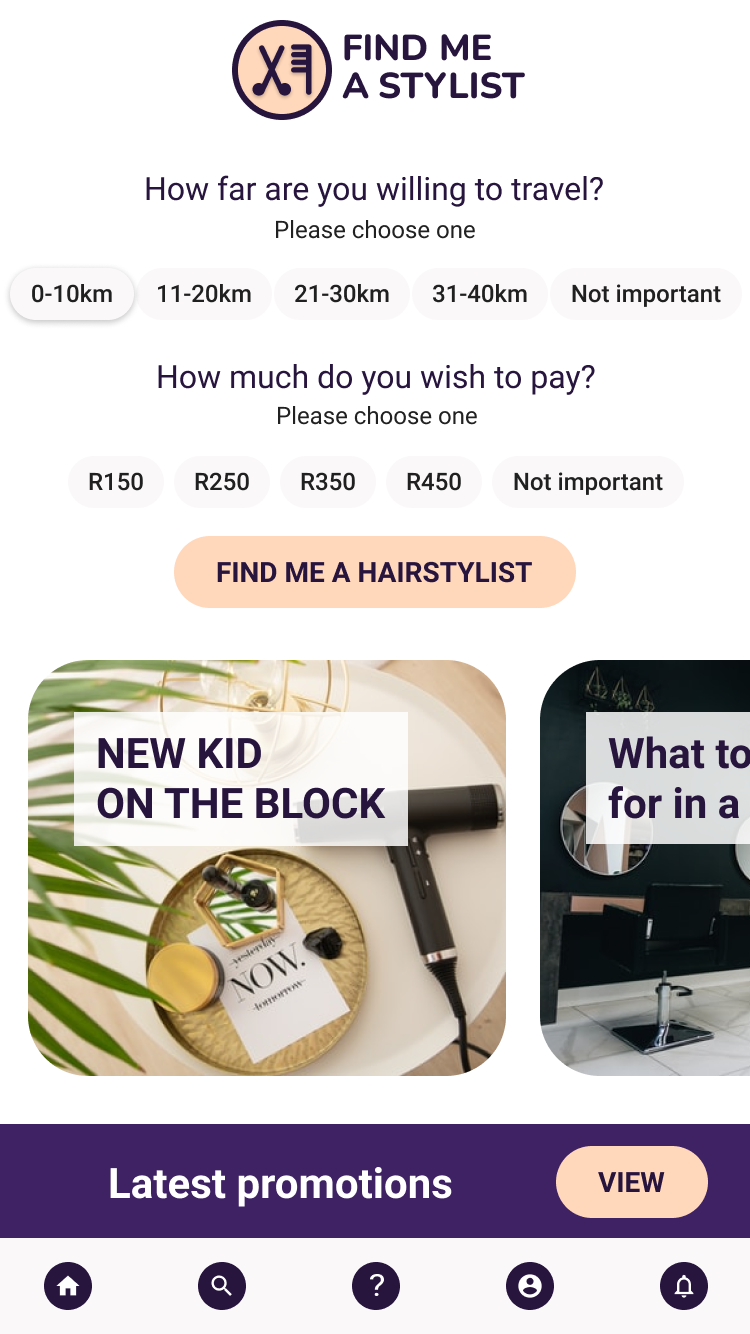 FIND ME
A STYLIST
How far are you willing to travel?
Please choose one
0-10km 11-20km 21-30km 31-40km Not important
How much do you wish to pay?
Please choose one
R150 R250 R350 R450 Not important
FIND ME A HAIRSTYLIST
NEW KID
ON THE BLOCK
What to
for in a
yesterday
NOW.
tomorrow
Latest promotions
VIEW
?